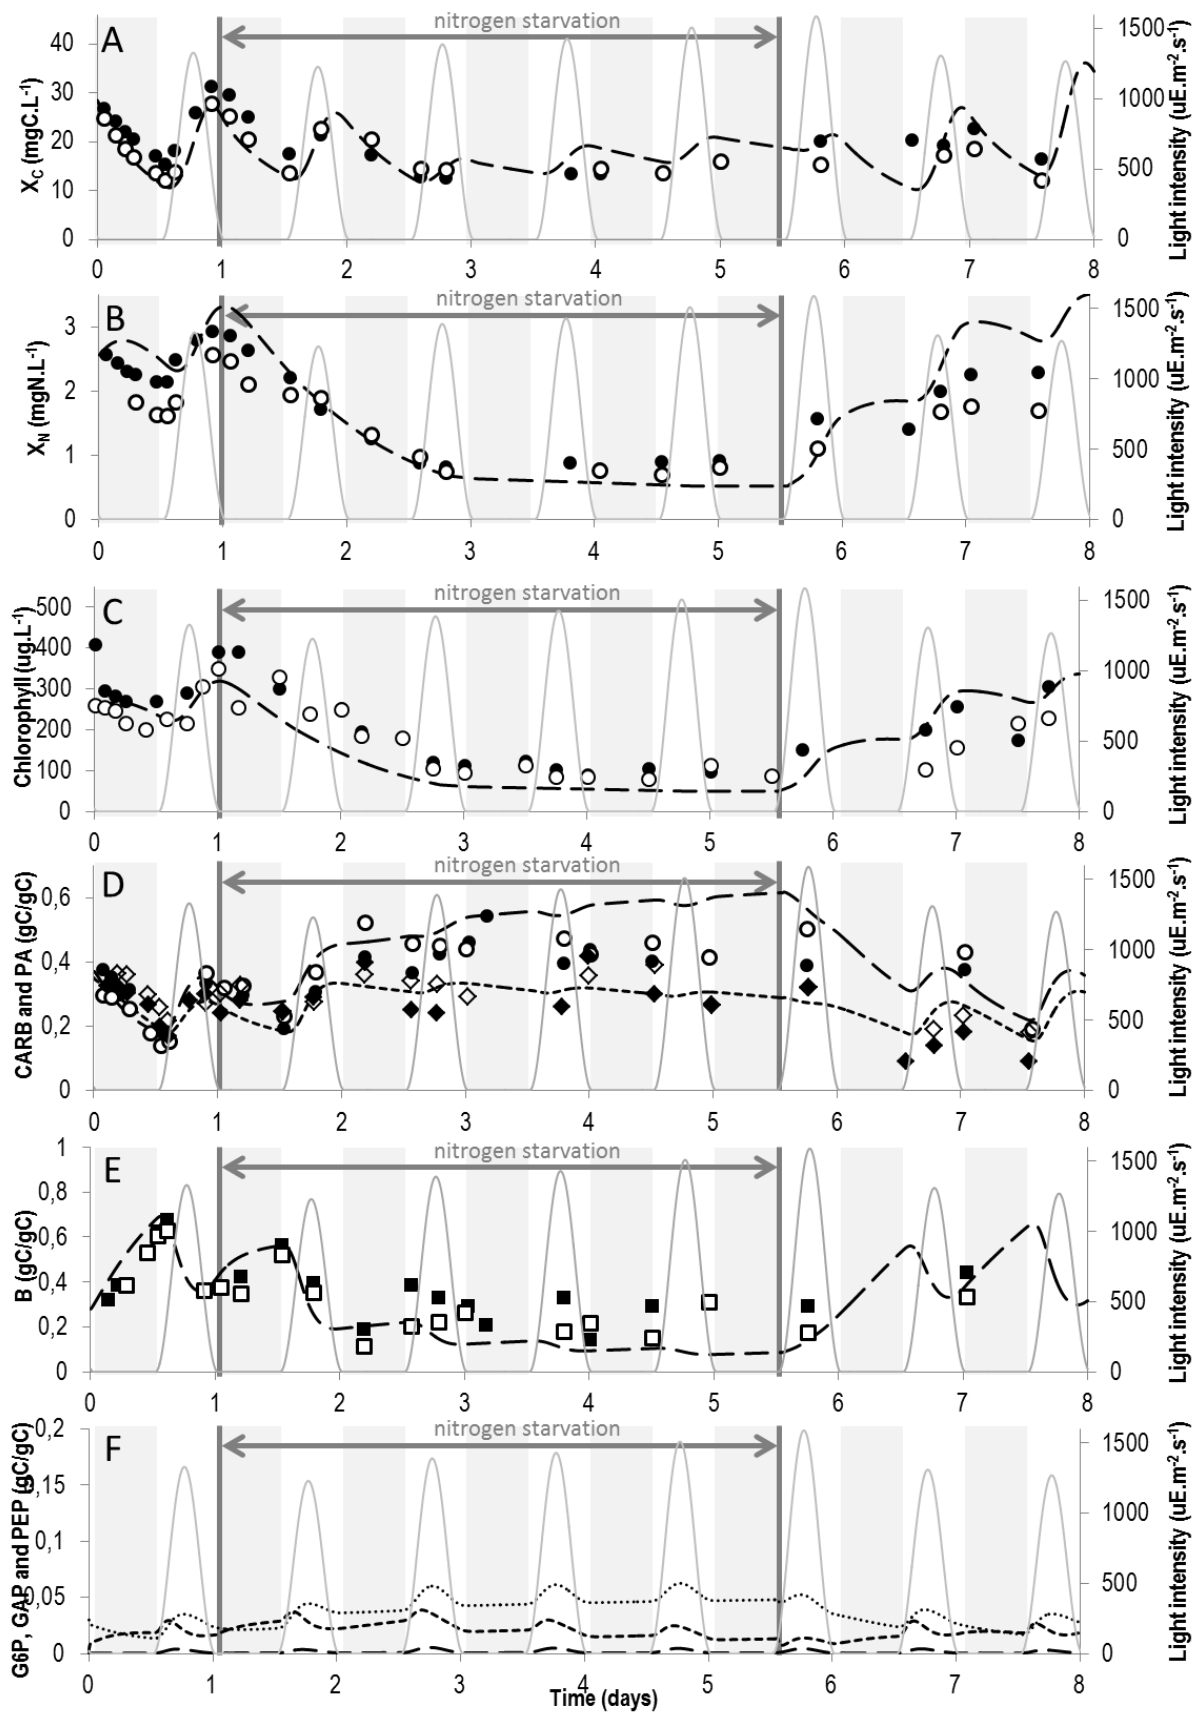 nitrogen starvation
A
X_C (mgC.L⁻¹)
40
30
20
10
0
1500
1000
500
0
Light intensity (uE.m⁻².s⁻¹)
0 1 2 3 4 5 6 7 8
nitrogen starvation
B
X_N (mgN.L⁻¹)
3
2
1
0
1500
1000
500
0
Light intensity (uE.m⁻².s⁻¹)
0 1 2 3 4 5 6 7 8
nitrogen starvation
C
Chlorophyll (ug.L⁻¹)
500
400
300
200
100
0
1500
1000
500
0
Light intensity (uE.m⁻².s⁻¹)
0 1 2 3 4 5 6 7 8
nitrogen starvation
D
CARB and PA (gC/gC)
0,6
0,4
0,2
0
1500
1000
500
0
Light intensity (uE.m⁻².s⁻¹)
0 1 2 3 4 5 6 7 8
nitrogen starvation
E
B (gC/gC)
1
0,8
0,6
0,4
0,2
0
1500
1000
500
0
Light intensity (uE.m⁻².s⁻¹)
0 1 2 3 4 5 6 7 8
nitrogen starvation
F
G6P, GAP and PEP (gC/gC)
0,2
0,15
0,1
0,05
0
1500
1000
500
0
Light intensity (uE.m⁻².s⁻¹)
0 1 2 3 4 5 6 7 8
Time (days)